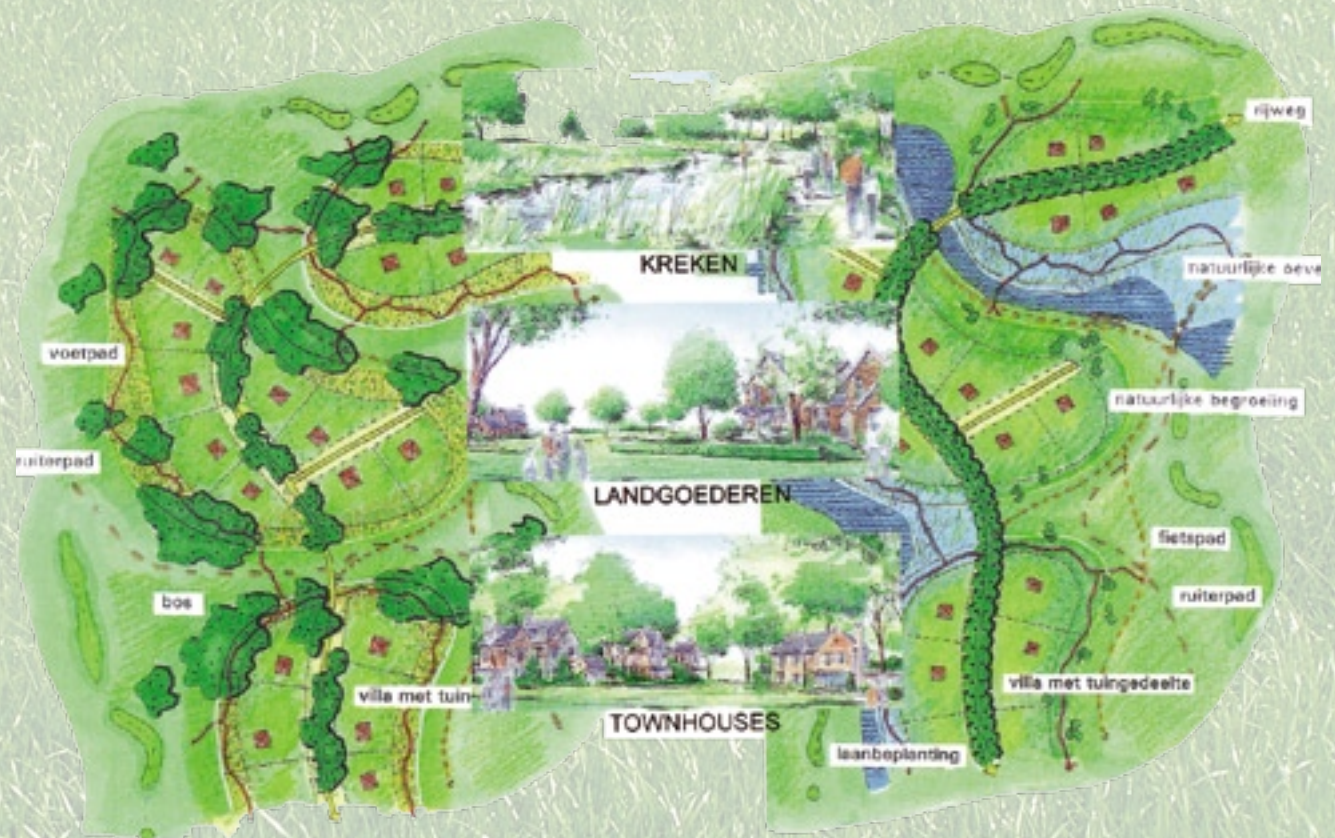 rijweg
KREKEN
natuurlijke
voetpad
natuurlijke begroeiing
ruiterpad
LANDGOEDEREN
fietspad
bos
ruiterpad
villa met tuin-
villa met tuingedeelte
TOWNHOUSES
laanbeplanting